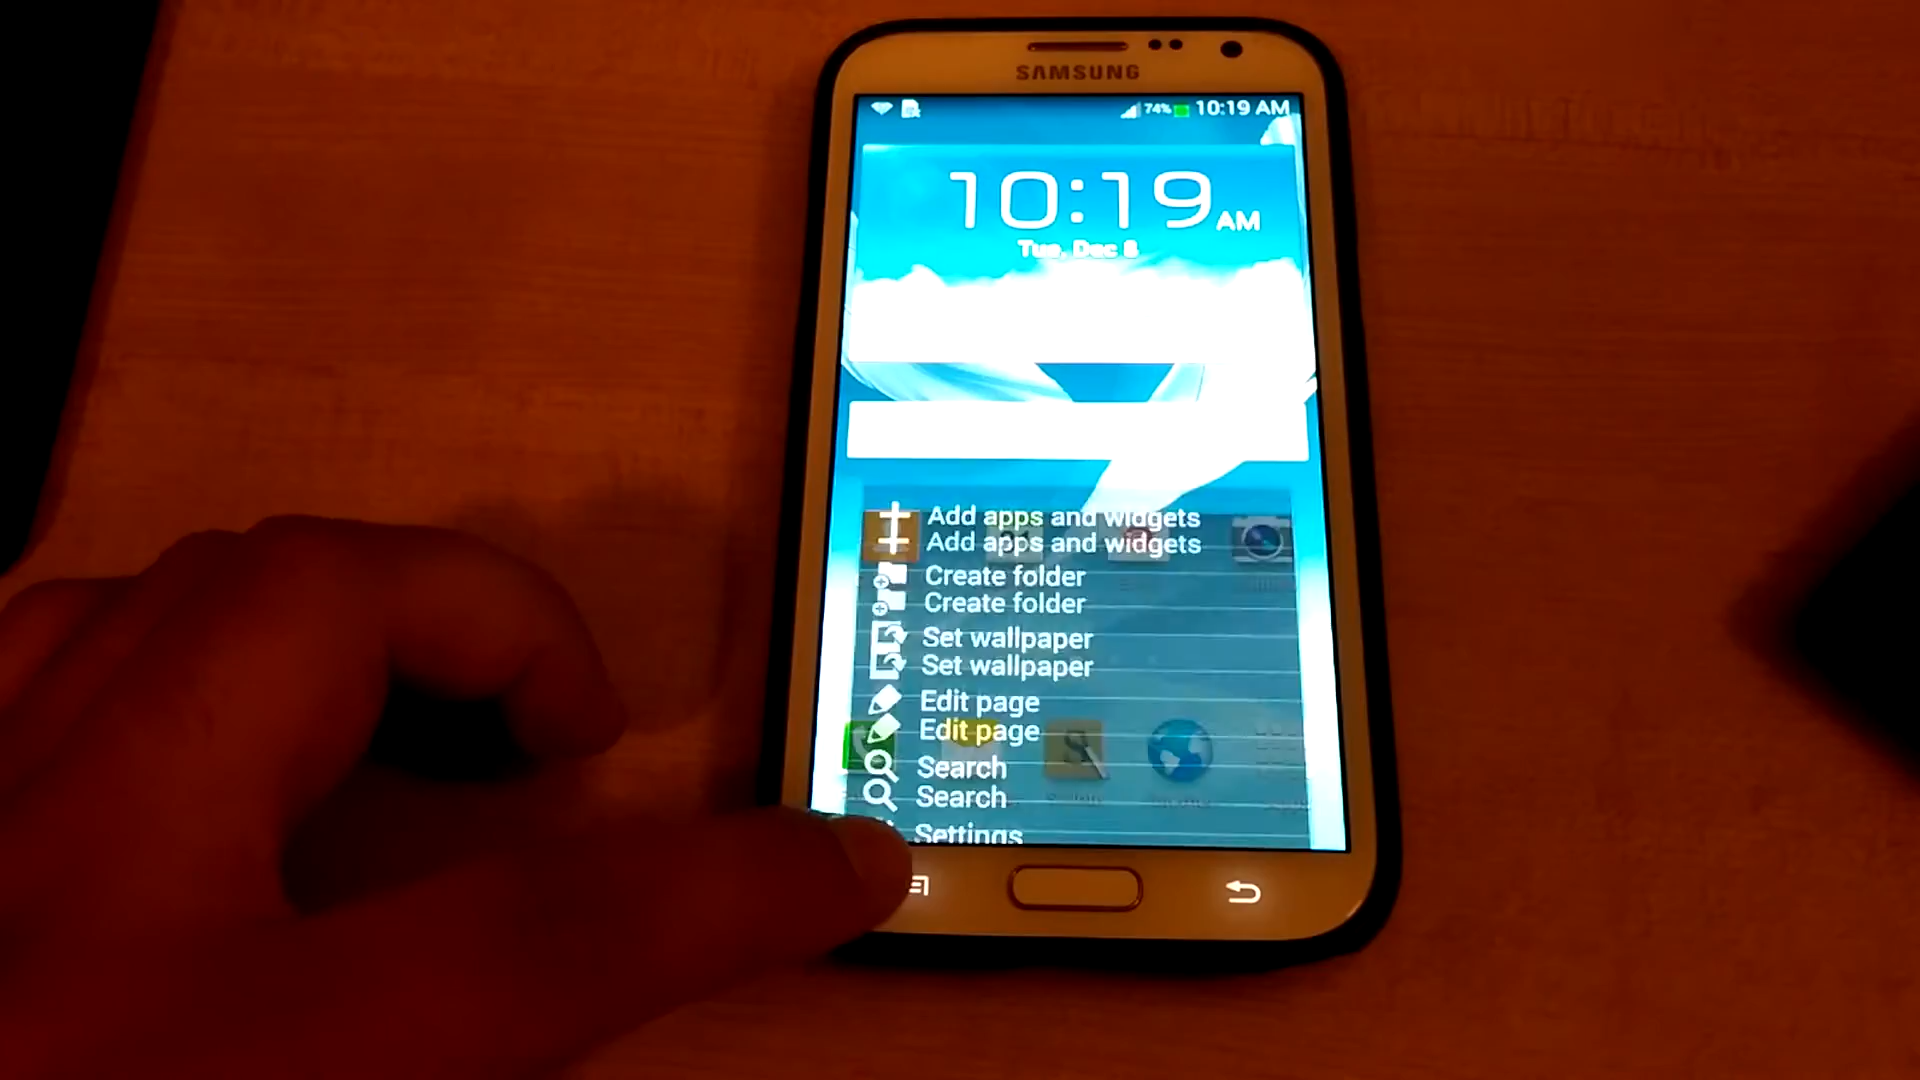 SAMSUNG
74% 10:19 AM
10:19 AM
Tue, Dec
Add apps and widgets
Add apps and widgets
Create folder
Create folder
Set wallpaper
Set wallpaper
Edit page
Edit page
Search
Search
Settings